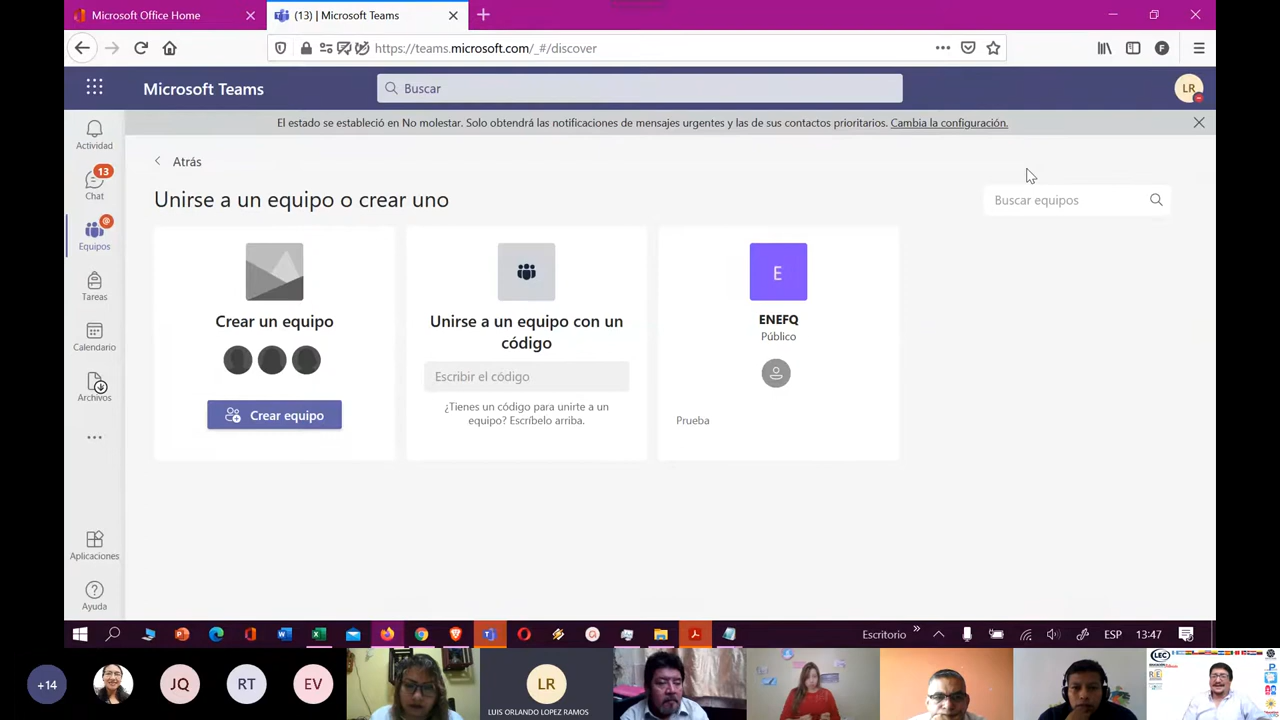 Microsoft Office Home
(13) | Microsoft Teams
https://teams.microsoft.com/_#/discover
F
Microsoft Teams
Buscar
LR
El estado se estableció en No molestar. Solo obtendrá las notificaciones de mensajes urgentes y las de sus contactos prioritarios. Cambia la configuración.
Actividad
13
Chat
@
Equipos
Tareas
Calendario
Archivos
Aplicaciones
Ayuda
Atrás
Unirse a un equipo o crear uno
Buscar equipos
Crear un equipo
Crear equipo
Unirse a un equipo con un
código
Escribir el código
¿Tienes un código para unirte a un
equipo? Escríbelo arriba.
E
ENEFQ
Público
Prueba
Escritorio
ESP
13:47
+14
JQ
RT
EV
LR
LUIS ORLANDO LOPEZ RAMOS
LEC